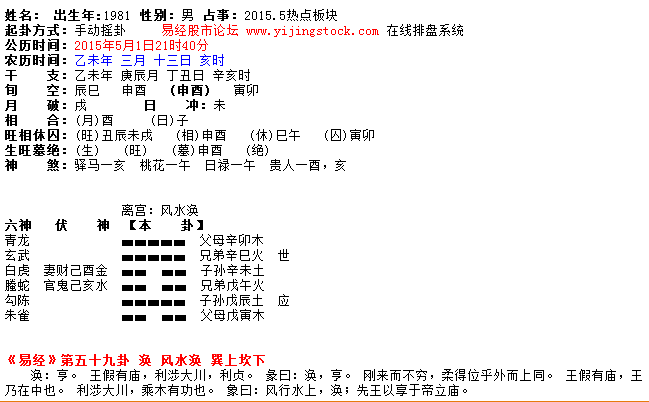 姓名： 出生年：1981 性别：男 占事：2015.5热点板块
起卦方式：手动摇卦 易经股市论坛 www.yijingstock.com 在线排盘系统
公历时间：2015年5月1日21时40分
农历时间：乙未年 三月 十三日 亥时
干 支：乙未年 庚辰月 丁丑日 辛亥时
旬 空：辰巳 申酉 （申酉） 寅卯
月 破：戌 日 冲：未
相 合：(月)酉 (日)子
旺相休囚：(旺)丑辰未戌 (相)申酉 (休)巳午 (囚)寅卯
生旺墓绝：(生) (旺) (墓)申酉 (绝)
神 煞：驿马－亥 桃花－午 日禄－午 贵人－酉，亥
离宫：风水涣
六神 伏 神 【本 卦】
青龙 父母辛卯木
玄武 兄弟辛巳火 世
白虎 妻财己酉金 子孙辛未土
螣蛇 官鬼己亥水 兄弟戊午火
勾陈 子孙戊辰土 应
朱雀 父母戊寅木
《易经》第五十九卦 涣 风水涣 巽上坎下
涣：亨。 王假有庙，利涉大川，利贞。 彖曰：涣，亨。 刚来而不穷，柔得位乎外而上同。 王假有庙，王
乃在中也。 利涉大川，乘木有功也。 象曰：风行水上，涣；先王以享于帝立庙。